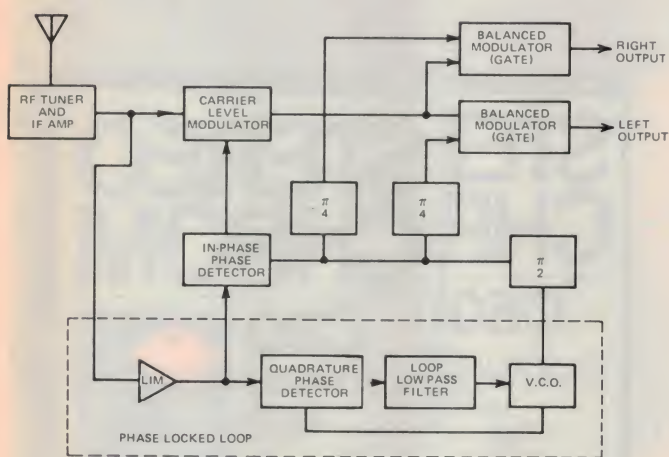 BALANCED
MODULATOR
(GATE)
RIGHT
OUTPUT
RF TUNER
AND
IF AMP
CARRIER
LEVEL
MODULATOR
BALANCED
MODULATOR
(GATE)
LEFT
OUTPUT
π
4
π
4
IN-PHASE
PHASE
DETECTOR
π
2
LIM
QUADRATURE
PHASE
DETECTOR
LOOP
LOW PASS
FILTER
V.C.O.
PHASE LOCKED LOOP